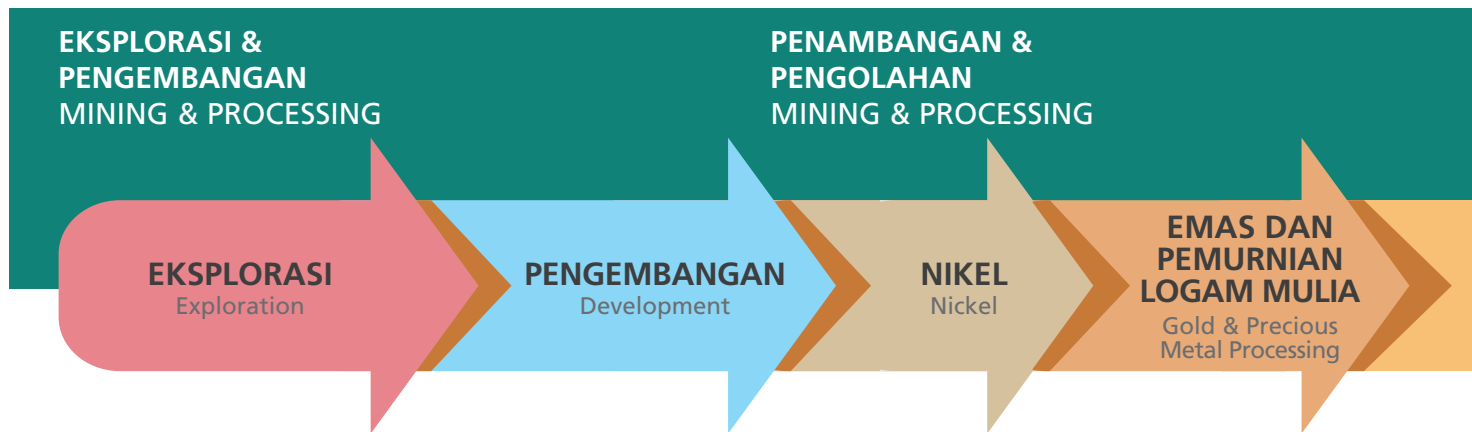 EKSPLORASI &
PENGEMBANGAN
MINING & PROCESSING
PENAMBANGAN &
PENGOLAHAN
MINING & PROCESSING
EKSPLORASI
Exploration
PENGEMBANGAN
Development
NIKEL
Nickel
EMAS DAN
PEMURNIAN
LOGAM MULIA
Gold & Precious
Metal Processing